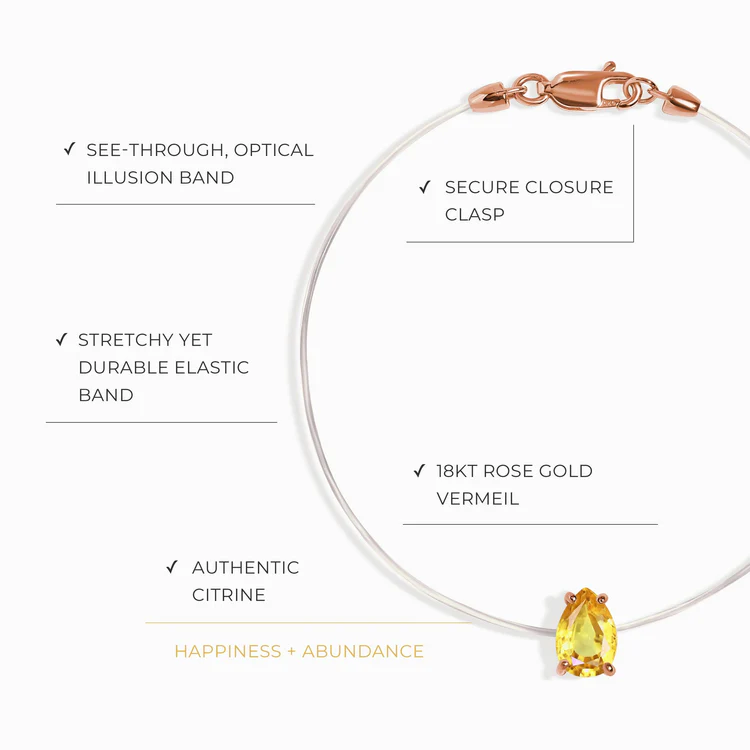 ✓ SEE-THROUGH, OPTICAL
ILLUSION BAND
✓ SECURE CLOSURE
CLASP
✓ STRETCHY YET
DURABLE ELASTIC
BAND
✓ 18KT ROSE GOLD
VERMEIL
✓ AUTHENTIC
CITRINE
HAPPINESS + ABUNDANCE